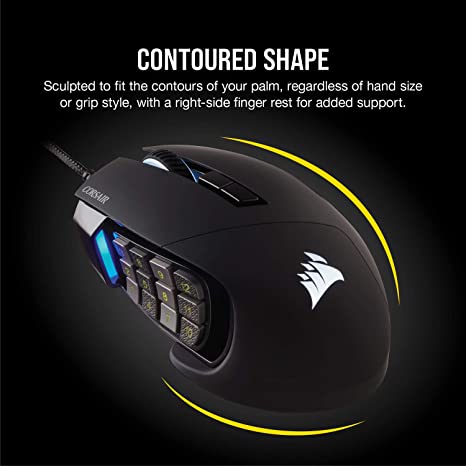 CONTOURED SHAPE
Sculpted to fit the contours of your palm, regardless of hand size
or grip style, with a right-side finger rest for added support.
CORSAIR
12